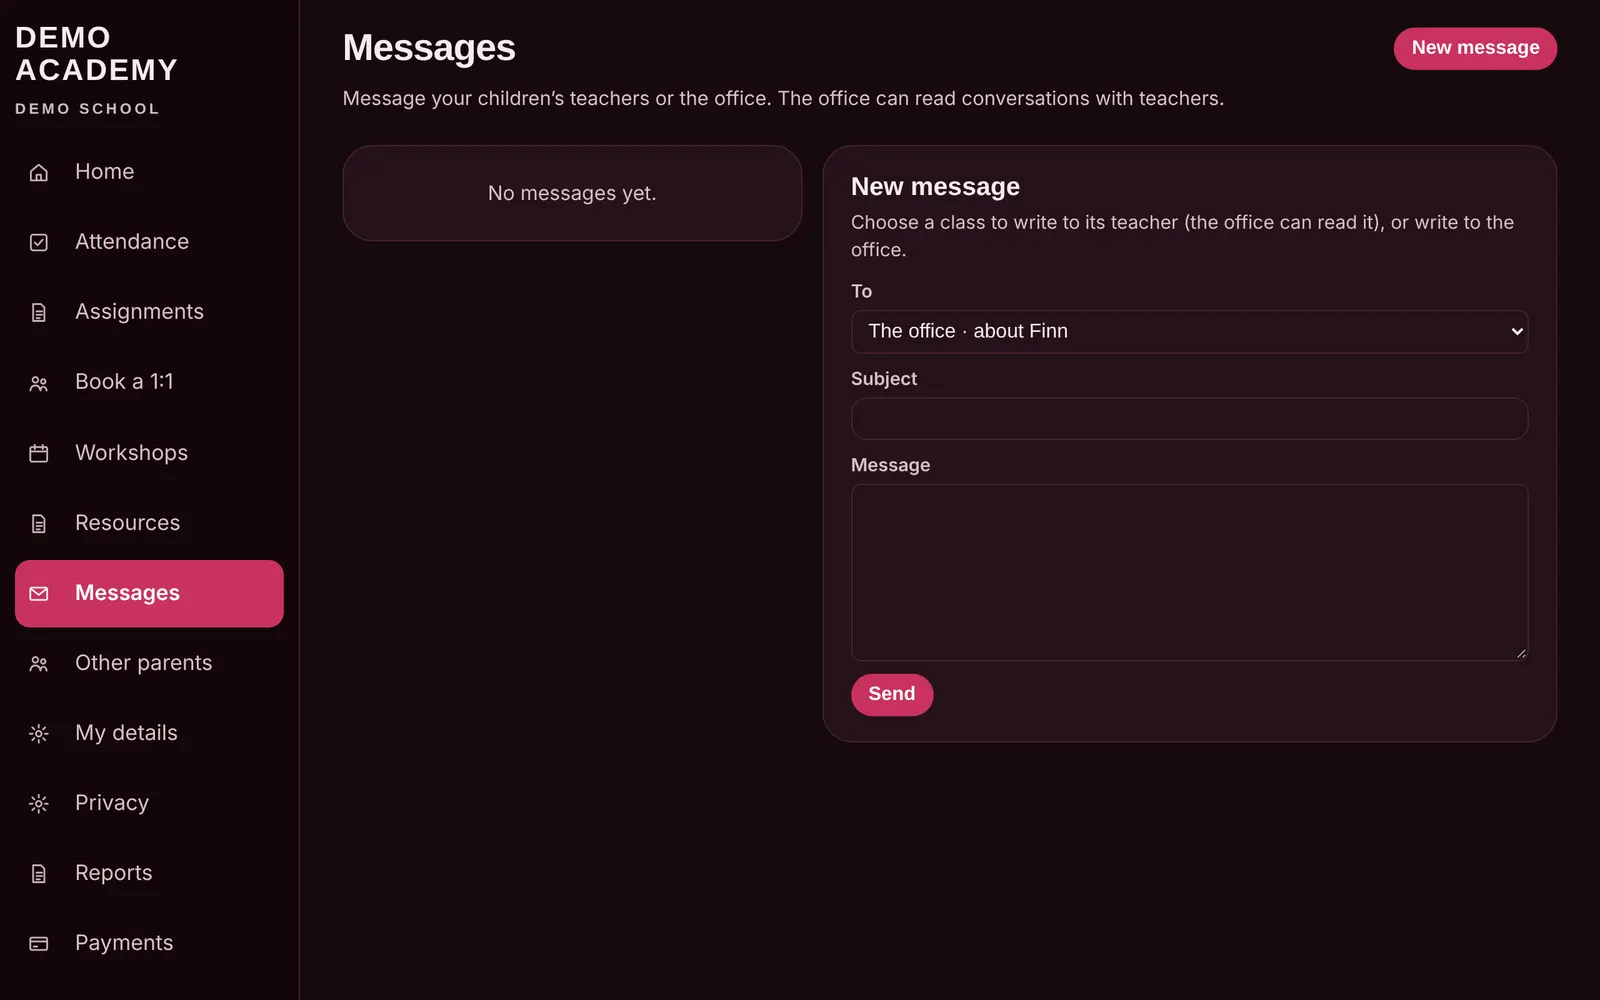 DEMO
ACADEMY
DEMO SCHOOL
Home
Attendance
Assignments
Book a 1:1
Workshops
Resources
Messages
Other parents
My details
Privacy
Reports
Payments
Messages
New message
Message your children’s teachers or the office. The office can read conversations with teachers.
No messages yet.
New message
Choose a class to write to its teacher (the office can read it), or write to the
office.
To
The office · about Finn
Subject
Message
Send